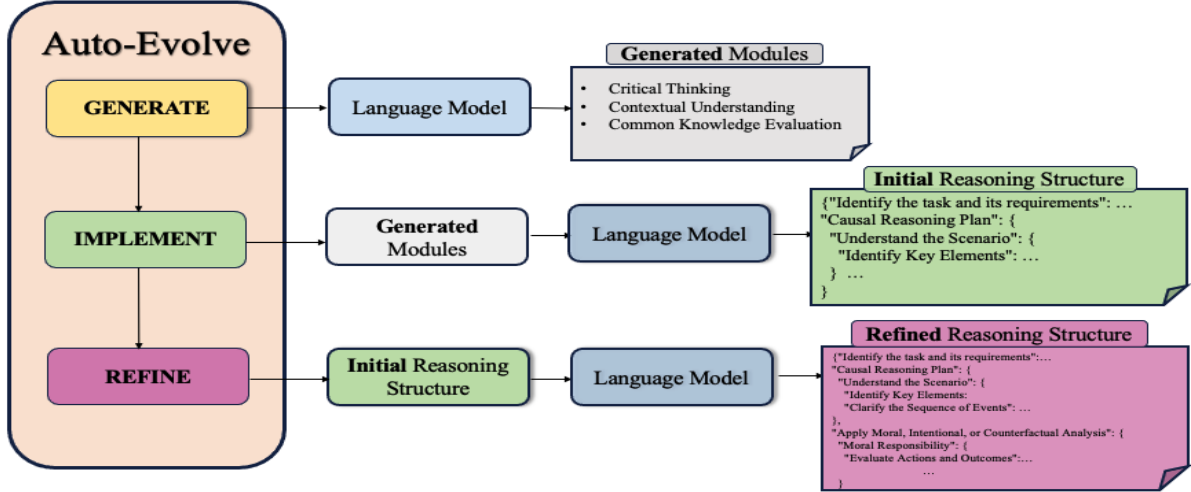 Auto-Evolve
GENERATE
Language Model
Generated Modules
• Critical Thinking
• Contextual Understanding
• Common Knowledge Evaluation
IMPLEMENT
Generated
Modules
Language Model
Initial Reasoning Structure
{"Identify the task and its requirements": …
"Causal Reasoning Plan": {
"Understand the Scenario": {
"Identify Key Elements": …
} …
}
REFINE
Initial Reasoning
Structure
Language Model
Refined Reasoning Structure
{"Identify the task and its requirements":…
"Causal Reasoning Plan": {
"Understand the Scenario": {
"Identify Key Elements:
"Clarify the Sequence of Events": …
},
"Apply Moral, Intentional, or Counterfactual Analysis": {
"Moral Responsibility": {
"Evaluate Actions and Outcomes":…
…
}